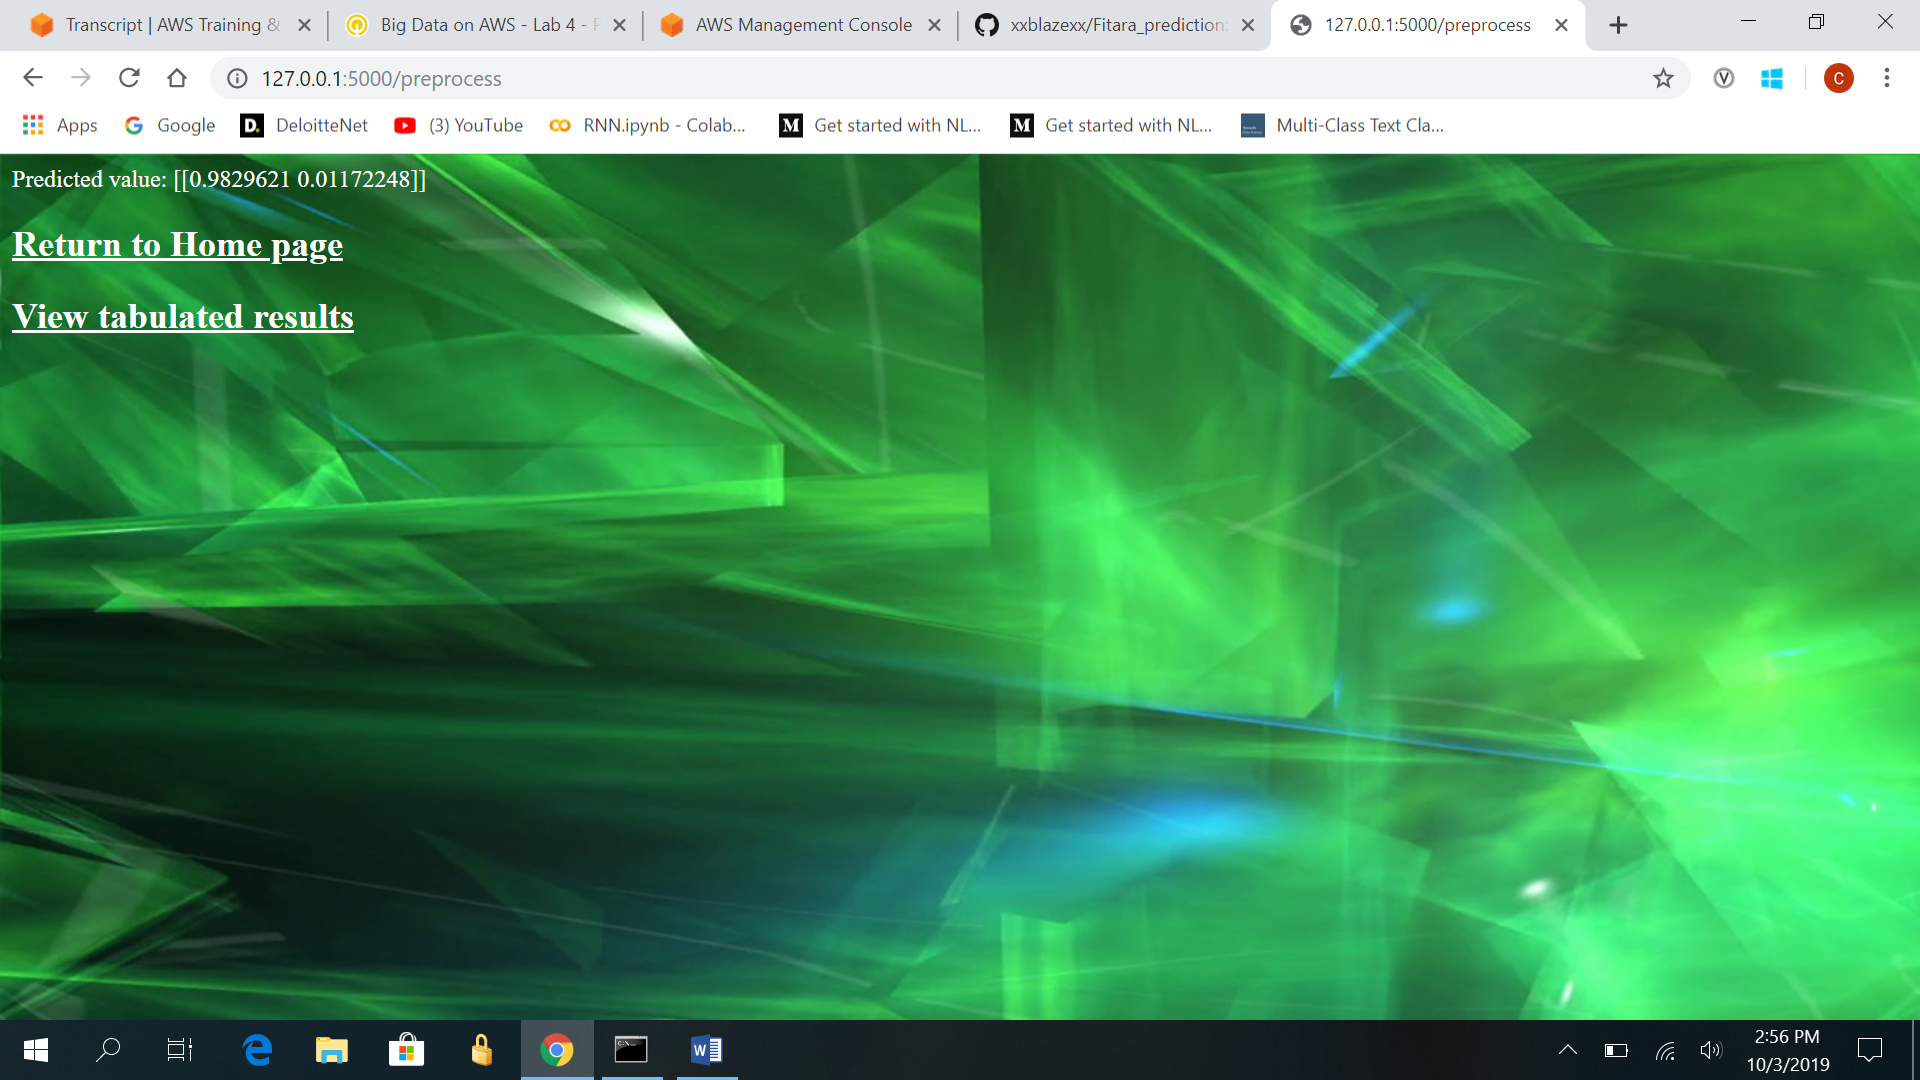 Transcript | AWS Training &
Big Data on AWS - Lab 4 - P
AWS Management Console
xxblazexx/Fitara_prediction
127.0.0.1:5000/preprocess
127.0.0.1:5000/preprocess
C
Apps
Google
D.
DeloitteNet
(3) YouTube
RNN.ipynb - Colab...
M
Get started with NL...
M
Get started with NL...
Multi-Class Text Cla...
Predicted value: [[0.9829621 0.01172248]]
Return to Home page
View tabulated results
2:56 PM
10/3/2019